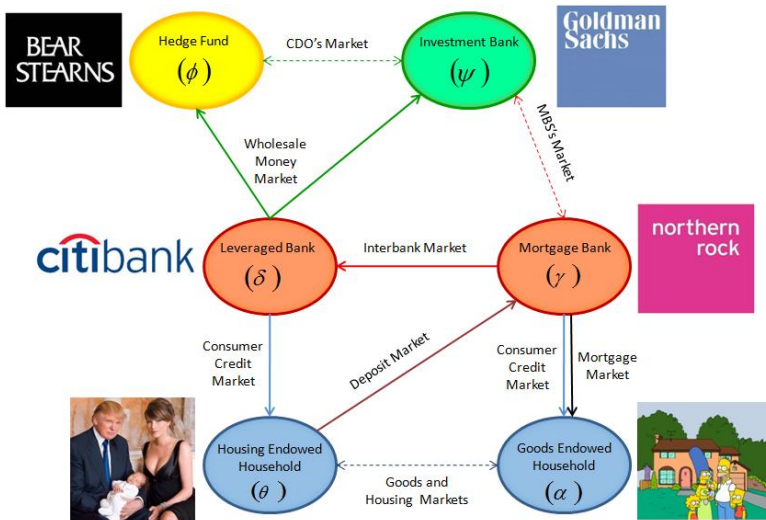 BEAR
STEARNS
Hedge Fund
(ϕ)
CDO's Market
Investment Bank
(ψ)
Goldman
Sachs
Wholesale
Money
Market
MBS's Market
citibank
Leveraged Bank
(δ)
Interbank Market
Mortgage Bank
(γ)
northern
rock
Consumer
Credit
Market
Deposit Market
Consumer
Credit
Market
Mortgage
Market
Housing Endowed
Household
(θ)
Goods and
Housing Markets
Goods Endowed
Household
(α)